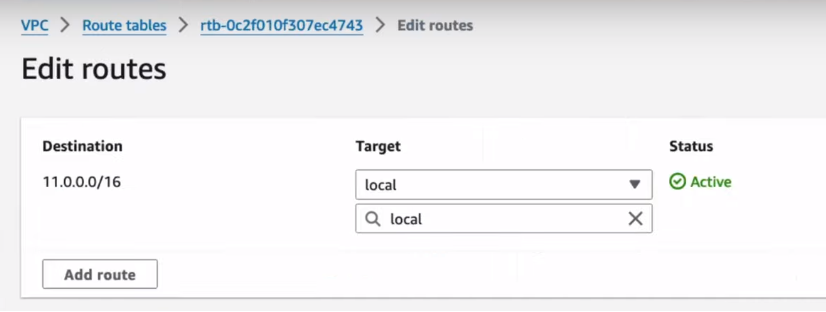 VPC > Route tables > rtb-0c2f010f307ec4743 > Edit routes
Edit routes
Destination Target Status
11.0.0.0/16 local Active
local
Add route